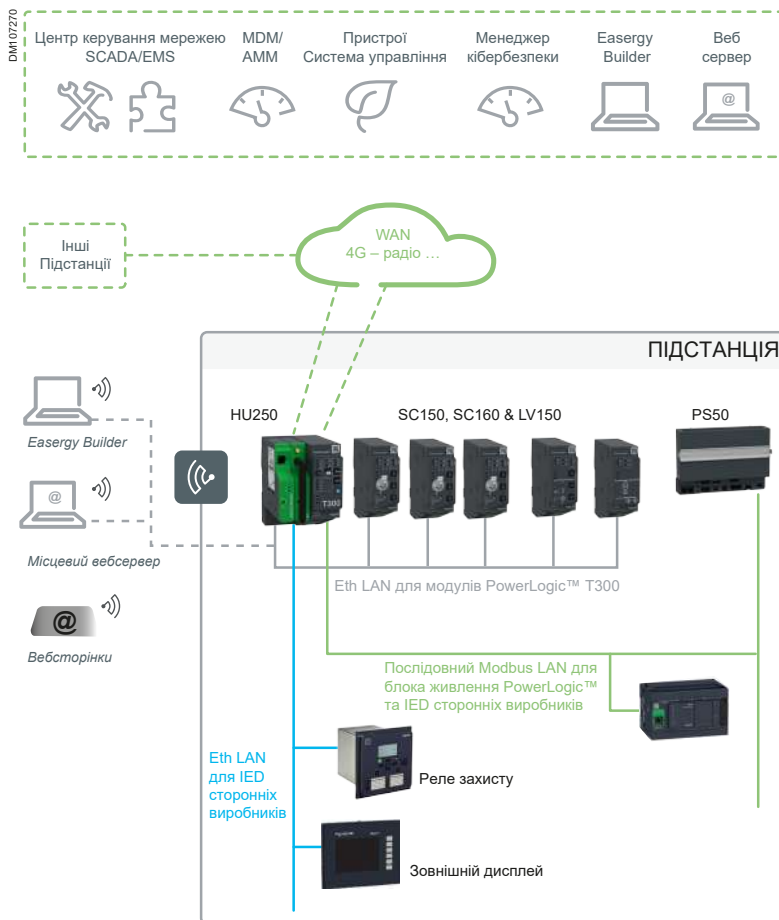 DM107270
Центр керування мережею
SCADA/EMS
MDM/
AMM
Пристрої
Система управління
Менеджер
кібербезпеки
Easergy
Builder
Веб
сервер
@
Інші
Підстанції
WAN
4G – радіо ...
ПІДСТАНЦІЯ
HU250
SC150, SC160 & LV150
PS50
Easergy Builder
T300
@
Місцевий вебсервер
Eth LAN для модулів PowerLogic™ T300
@
Вебсторінки
Послідовний Modbus LAN для
блока живлення PowerLogic™
та IED сторонніх виробників
Eth LAN
для IED
сторонніх
виробників
Реле захисту
Зовнішній дисплей